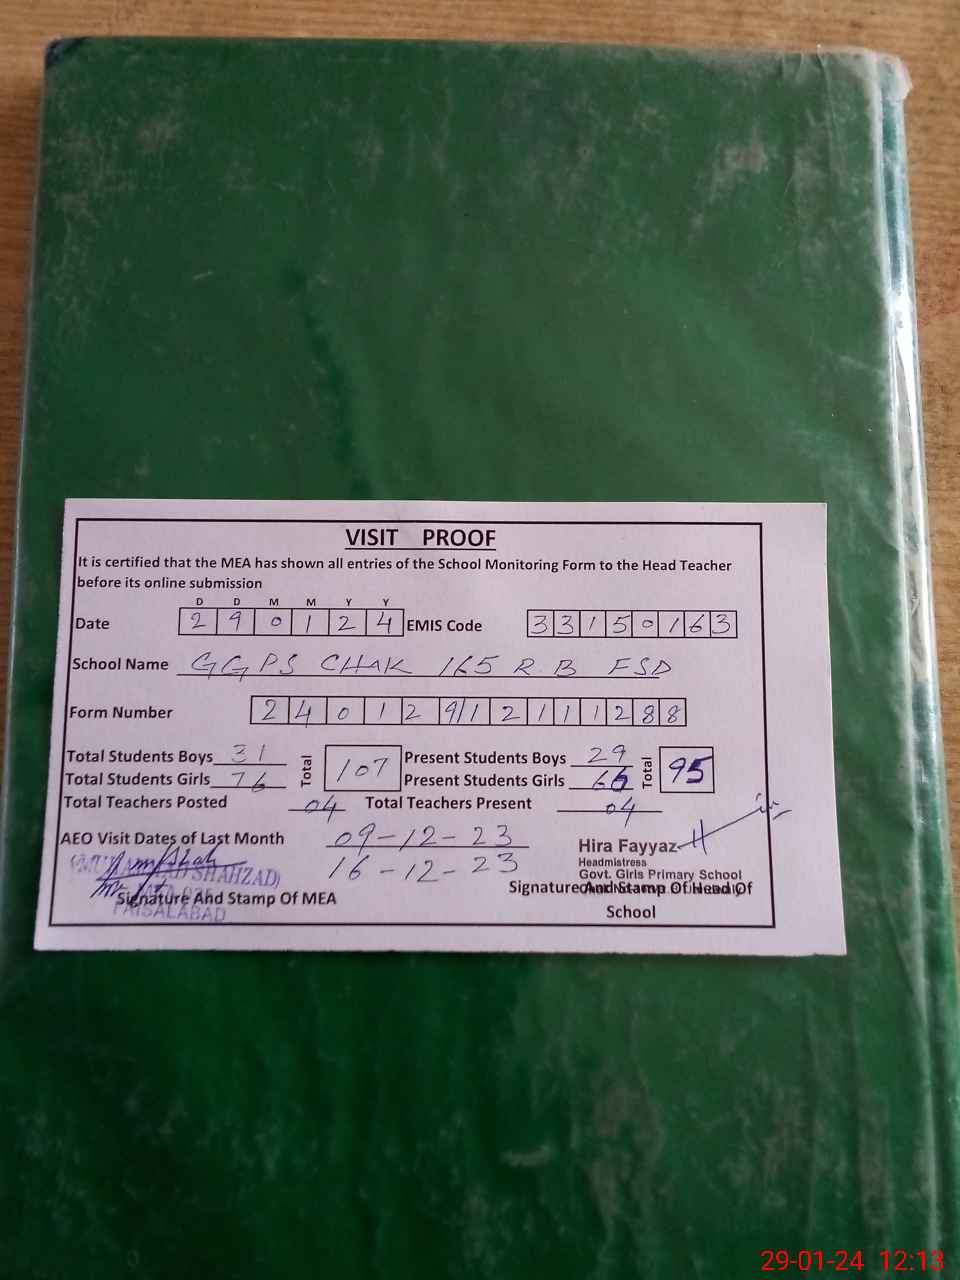 VISIT PROOF
It is certified that the MEA has shown all entries of the School Monitoring Form to the Head Teacher
before its online submission
D D M M Y Y
Date 2 9 0 1 2 4 EMIS Code 3 3 1 5 0 1 6 3
School Name GGPS CHAK 165 R.B FSD
Form Number 2 4 0 1 2 9/1 2 1 1 1 2 8 8
Total Students Boys 31 Total 107 Present Students Boys 29 Total 95
Total Students Girls 76 Present Students Girls 66
Total Teachers Posted 04 Total Teachers Present 04
AEO Visit Dates of Last Month 09-12-23
16-12-23
Hira Fayyaz
Headmistress
Govt. Girls Primary School
SHAHZAD)
FAISALABAD
Signature And Stamp Of MEA
Signature And Stamp Of Head Of
School
29-01-24 12:13